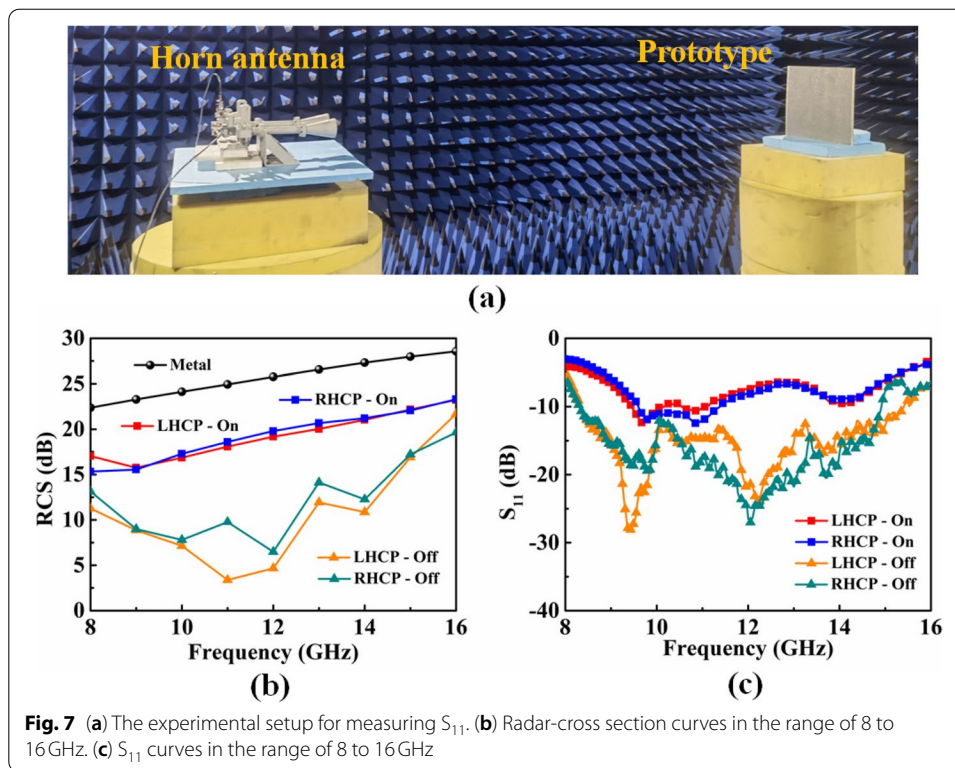 Horn antenna
Prototype
(a)
30
25
20
15
10
5
0
RCS (dB)
Metal
RHCP - On
LHCP - On
LHCP - Off
RHCP - Off
8
10
12
14
16
Frequency (GHz)
(b)
0
-10
-20
-30
-40
S11 (dB)
LHCP - On
RHCP - On
LHCP - Off
RHCP - Off
8
10
12
14
16
Frequency (GHz)
(c)
Fig. 7 (a) The experimental setup for measuring S11. (b) Radar-cross section curves in the range of 8 to
16 GHz. (c) S11 curves in the range of 8 to 16 GHz